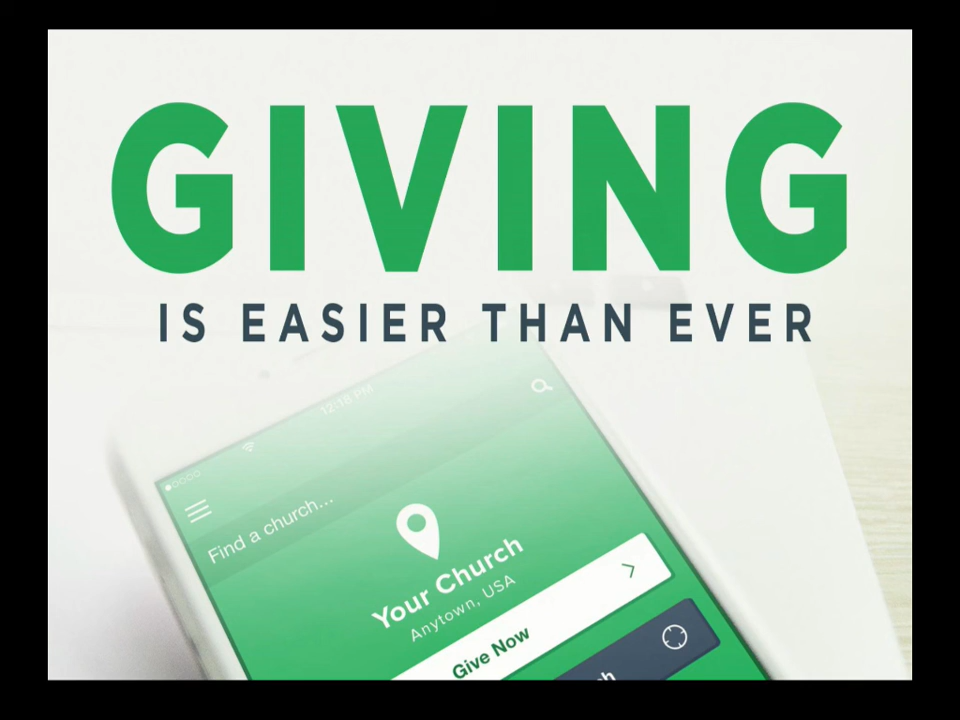 GIVING
IS EASIER THAN EVER
12:18 PM
Find a church...
Your Church
Anytown, USA
Give Now